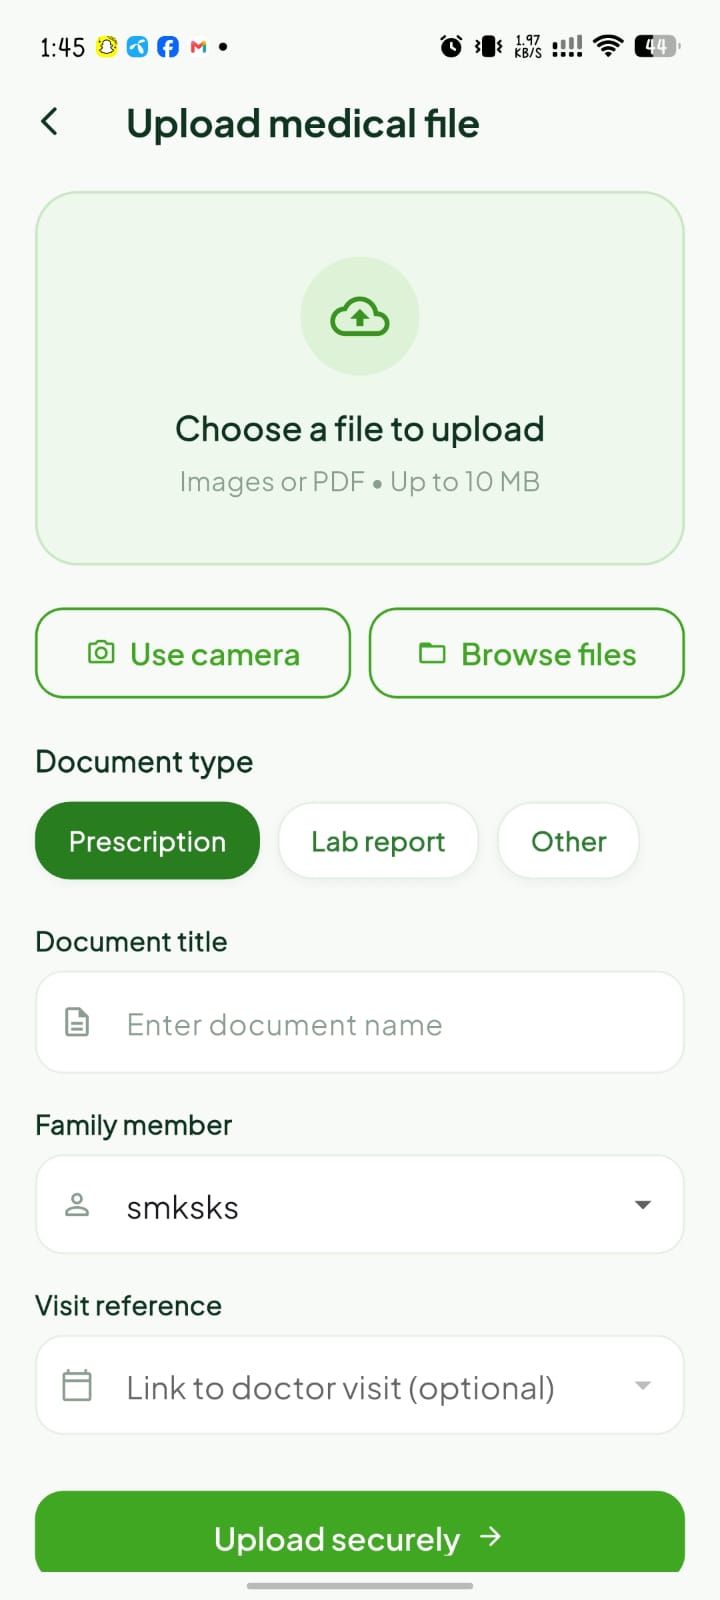 1:45 1.97 KB/S 44
Upload medical file
Choose a file to upload
Images or PDF • Up to 10 MB
Use camera Browse files
Document type
Prescription Lab report Other
Document title
Enter document name
Family member
smksks
Visit reference
Link to doctor visit (optional)
Upload securely →